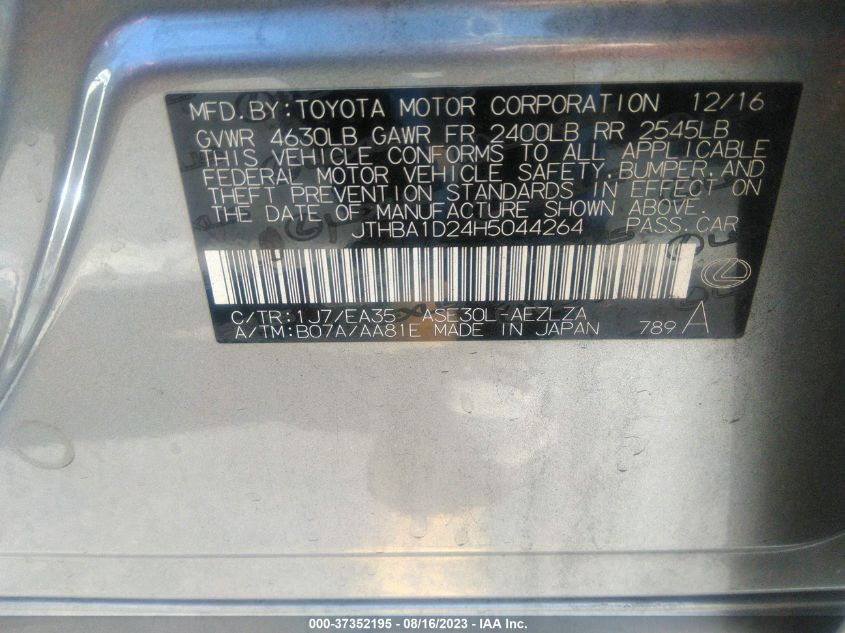 MFD. BY: TOYOTA MOTOR CORPORATION 12/16
GVWR 4630LB GAWR FR 2400LB RR 2545LB
THIS VEHICLE CONFORMS TO ALL APPLICABLE
FEDERAL MOTOR VEHICLE SAFETY, BUMPER, AND
THEFT PREVENTION STANDARDS IN EFFECT ON
THE DATE OF MANUFACTURE SHOWN ABOVE.
JTHBA1D24H5044264 PASS. CAR
C/TR: 1J7/EA35 ASE30L-AEZLZA
A/TM: B07A/AA81E MADE IN JAPAN 789 A
000-37352195 - 08/16/2023 - IAA Inc.